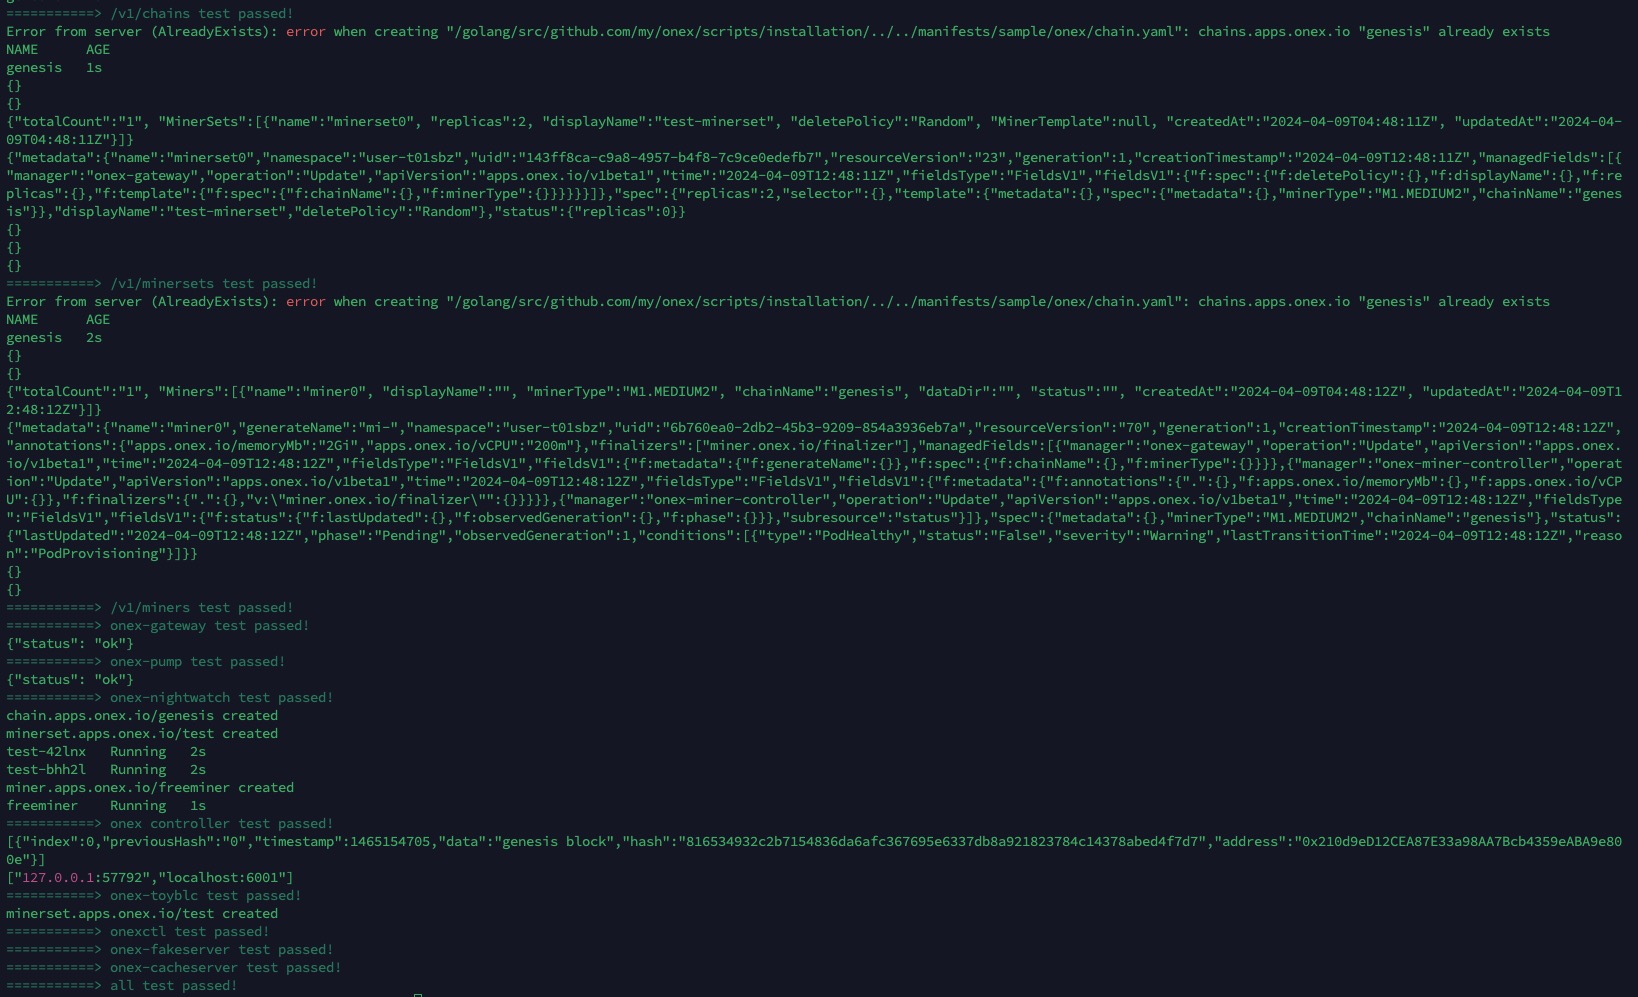 ===========> /v1/chains test passed!
Error from server (AlreadyExists): error when creating "/golang/src/github.com/my/onex/scripts/installation/../../manifests/sample/onex/chain.yaml": chains.apps.onex.io "genesis" already exists
NAME      AGE
genesis   1s
{}
{}
{"totalCount":"1", "MinerSets":[{"name":"minerset0", "replicas":2, "displayName":"test-minerset", "deletePolicy":"Random", "MinerTemplate":null, "createdAt":"2024-04-09T04:48:11Z", "updatedAt":"2024-04-
09T04:48:11Z"}]}
{"metadata":{"name":"minerset0","namespace":"user-t01sbz","uid":"143ff8ca-c9a8-4957-b4f8-7c9ce0edefb7","resourceVersion":"23","generation":1,"creationTimestamp":"2024-04-09T12:48:11Z","managedFields":[{
"manager":"onex-gateway","operation":"Update","apiVersion":"apps.onex.io/v1beta1","time":"2024-04-09T12:48:11Z","fieldsType":"FieldsV1","fieldsV1":{"f:spec":{"f:deletePolicy":{},"f:displayName":{},"f:re
plicas":{},"f:template":{"f:spec":{"f:chainName":{},"f:minerType":{}}}}}}]},"spec":{"replicas":2,"selector":{},"template":{"metadata":{},"spec":{"metadata":{},"minerType":"M1.MEDIUM2","chainName":"genes
is"}},"displayName":"test-minerset","deletePolicy":"Random"},"status":{"replicas":0}}
{}
{}
{}
===========> /v1/minersets test passed!
Error from server (AlreadyExists): error when creating "/golang/src/github.com/my/onex/scripts/installation/../../manifests/sample/onex/chain.yaml": chains.apps.onex.io "genesis" already exists
NAME      AGE
genesis   2s
{}
{}
{"totalCount":"1", "Miners":[{"name":"miner0", "displayName":"", "minerType":"M1.MEDIUM2", "chainName":"genesis", "dataDir":"", "status":"", "createdAt":"2024-04-09T04:48:12Z", "updatedAt":"2024-04-09T1
2:48:12Z"}]}
{"metadata":{"name":"miner0","generateName":"mi-","namespace":"user-t01sbz","uid":"6b760ea0-2db2-45b3-9209-854a3936eb7a","resourceVersion":"70","generation":1,"creationTimestamp":"2024-04-09T12:48:12Z",
"annotations":{"apps.onex.io/memoryMb":"2Gi","apps.onex.io/vCPU":"200m"},"finalizers":["miner.onex.io/finalizer"],"managedFields":[{"manager":"onex-gateway","operation":"Update","apiVersion":"apps.onex.
io/v1beta1","time":"2024-04-09T12:48:12Z","fieldsType":"FieldsV1","fieldsV1":{"f:metadata":{"f:generateName":{}},"f:spec":{"f:chainName":{},"f:minerType":{}}}},{"manager":"onex-miner-controller","operat
ion":"Update","apiVersion":"apps.onex.io/v1beta1","time":"2024-04-09T12:48:12Z","fieldsType":"FieldsV1","fieldsV1":{"f:metadata":{"f:annotations":{".":{},"f:apps.onex.io/memoryMb":{},"f:apps.onex.io/vCP
U":{}},"f:finalizers":{".":{},"v:\"miner.onex.io/finalizer\"":{}}}}},{"manager":"onex-miner-controller","operation":"Update","apiVersion":"apps.onex.io/v1beta1","time":"2024-04-09T12:48:12Z","fieldsType
":"FieldsV1","fieldsV1":{"f:status":{"f:lastUpdated":{},"f:observedGeneration":{},"f:phase":{}}},"subresource":"status"}]},"spec":{"metadata":{},"minerType":"M1.MEDIUM2","chainName":"genesis"},"status":
{"lastUpdated":"2024-04-09T12:48:12Z","phase":"Pending","observedGeneration":1,"conditions":[{"type":"PodHealthy","status":"False","severity":"Warning","lastTransitionTime":"2024-04-09T12:48:12Z","reaso
n":"PodProvisioning"}]}}
{}
{}
===========> /v1/miners test passed!
===========> onex-gateway test passed!
{"status": "ok"}
===========> onex-pump test passed!
{"status": "ok"}
===========> onex-nightwatch test passed!
chain.apps.onex.io/genesis created
minerset.apps.onex.io/test created
test-42lnx   Running   2s
test-bhh2l   Running   2s
miner.apps.onex.io/freeminer created
freeminer    Running   1s
===========> onex controller test passed!
[{"index":0,"previousHash":"0","timestamp":1465154705,"data":"genesis block","hash":"816534932c2b7154836da6afc367695e6337db8a921823784c14378abed4f7d7","address":"0x210d9eD12CEA87E33a98AA7Bcb4359eABA9e80
0e"}]
["127.0.0.1:57792","localhost:6001"]
===========> onex-toyblc test passed!
minerset.apps.onex.io/test created
===========> onexctl test passed!
===========> onex-fakeserver test passed!
===========> onex-cacheserver test passed!
===========> all test passed!